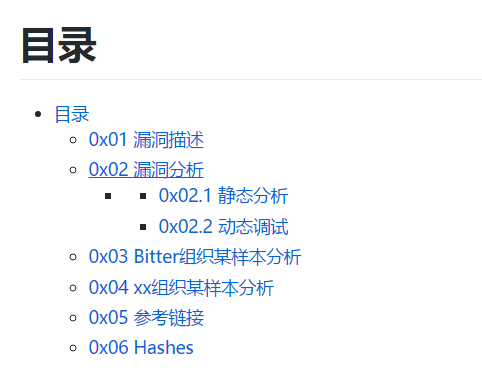 目录
目录
0x01 漏洞描述
0x02 漏洞分析
0x02.1 静态分析
0x02.2 动态调试
0x03 Bitter组织某样本分析
0x04 xx组织某样本分析
0x05 参考链接
0x06 Hashes